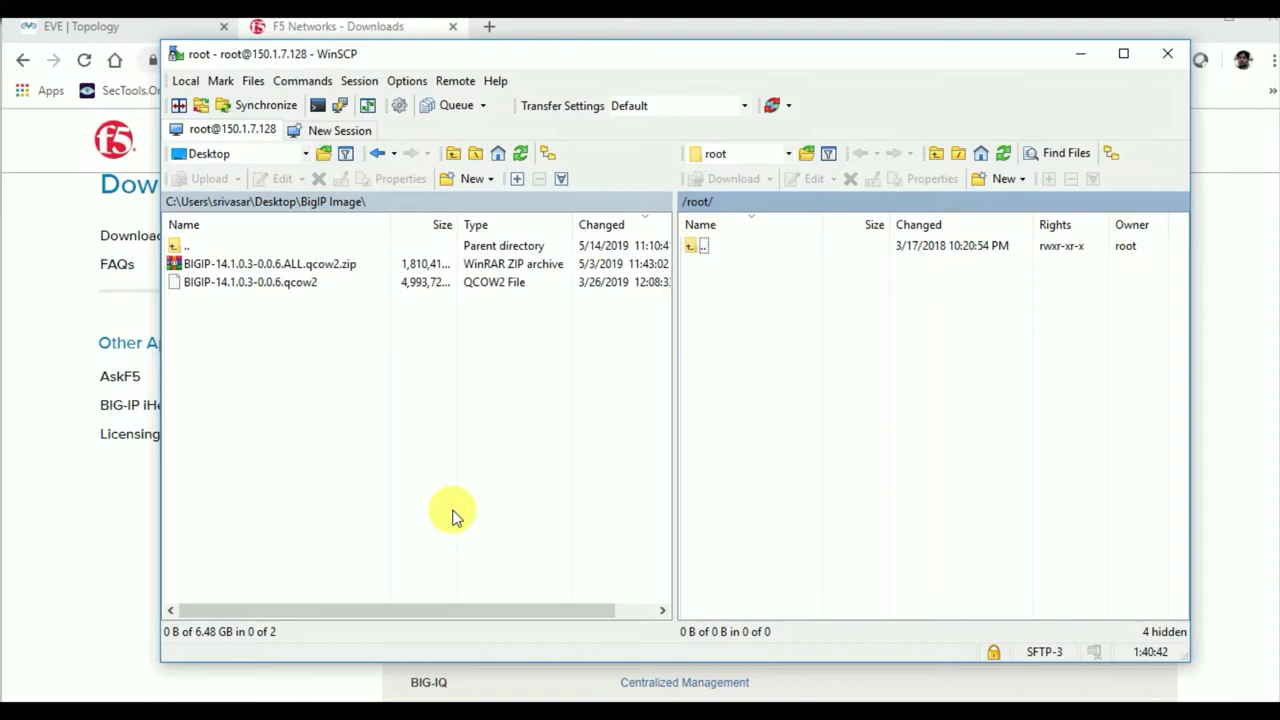 EVE | Topology
F5 Networks - Downloads
root - root@150.1.7.128 - WinSCP
Local Mark Files Commands Session Options Remote Help
Synchronize Queue Transfer Settings Default
root@150.1.7.128 New Session
Apps
SecTools.Or
Desktop
root Find Files
Upload Edit Properties New
Download Edit Properties New
C:\Users\srivasar\Desktop\BigIP Image\
/root/
Name Size Type Changed
Name Size Changed Rights Owner
.. Parent directory 5/14/2019 11:10:4
.. 3/17/2018 10:20:54 PM rwxr-xr-x root
BIGIP-14.1.0.3-0.0.6.ALL.qcow2.zip 1,810,41... WinRAR ZIP archive 5/3/2019 11:43:02
BIGIP-14.1.0.3-0.0.6.qcow2 4,993,72... QCOW2 File 3/26/2019 12:08:3
f5
Dow
Downloa
FAQs
Other A
AskF5
BIG-IP iHe
Licensing
0 B of 6.48 GB in 0 of 2
0 B of 0 B in 0 of 0
4 hidden
SFTP-3 1:40:42
BIG-IQ Centralized Management